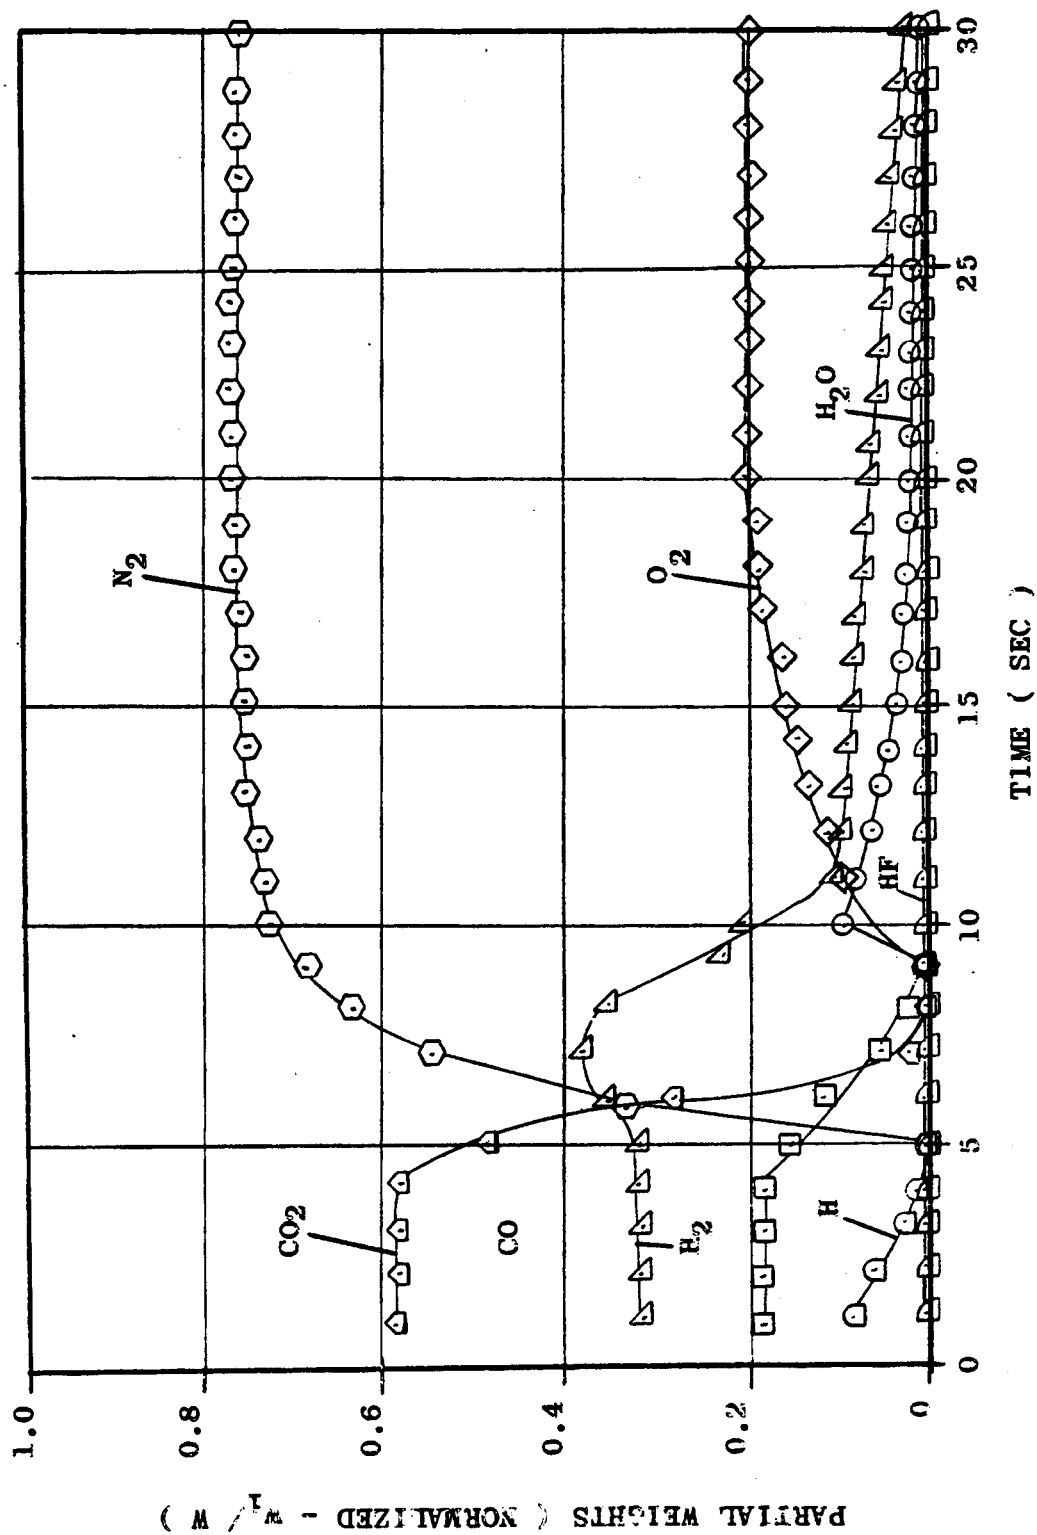 PARTIAL WEIGHTS ( NORMALIZED - wi / W )
1.0
0.8
0.6
0.4
0.2
0
N2
O2
H2O
CO2
CO
H2
H
HF
0 5 10 15 20 25 30
TIME ( SEC )